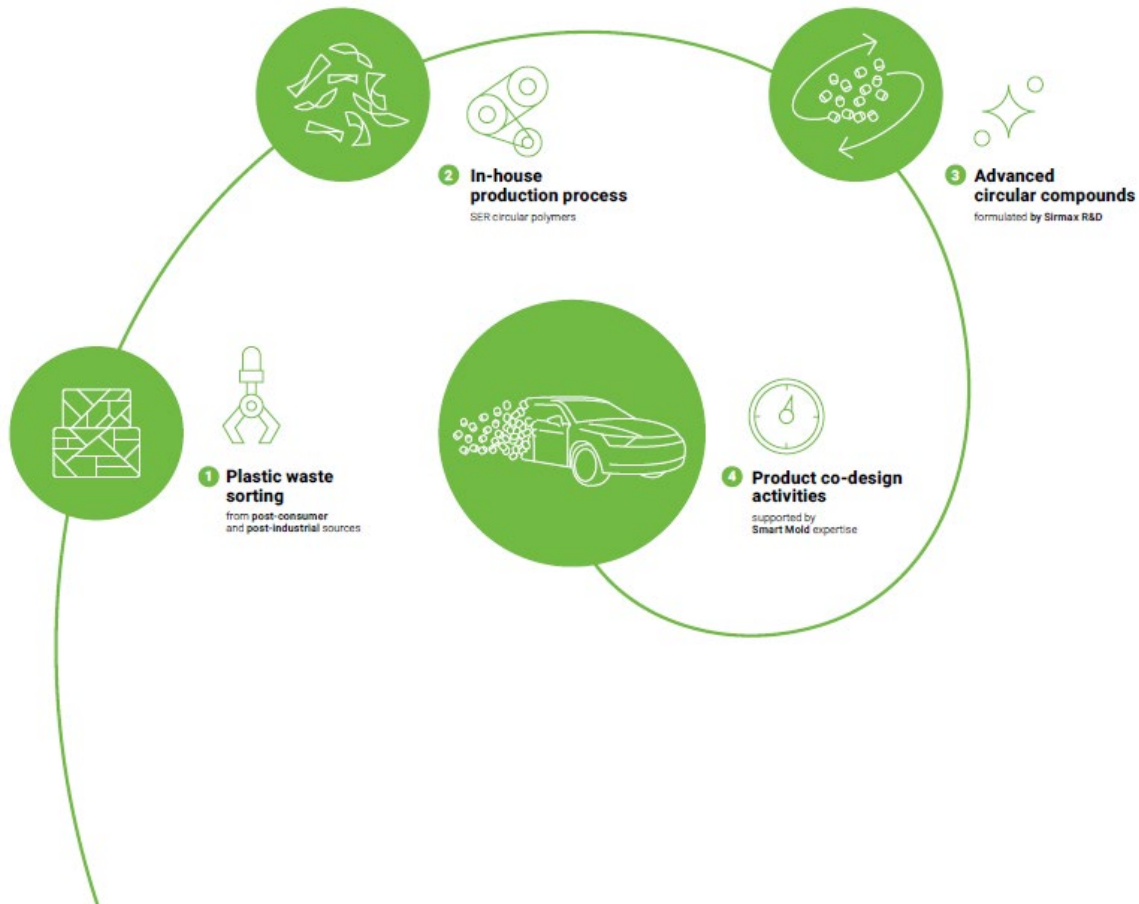 1 Plastic waste
sorting
from post-consumer
and post-industrial sources
2 In-house
production process
SER circular polymers
3 Advanced
circular compounds
formulated by Sirmax R&D
4 Product co-design
activities
supported by
Smart Mold expertise